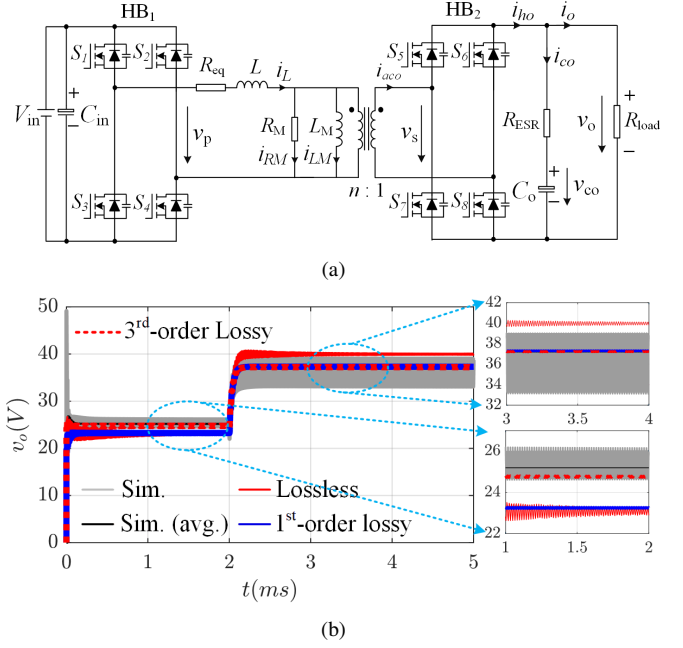 HB1
HB2
S1
S2
Req
L
iL
iaco
S5
S6
iho
io
ico
Vin
Cin
vp
RM
LM
iRM
iLM
vs
RESR
vo
Rload
S3
S4
n : 1
S7
S8
Co
vco
(a)
50
40
30
20
10
0
vo(V)
3rd-order Lossy
Sim.
Lossless
Sim. (avg.)
1st-order lossy
0 1 2 3 4 5
t(ms)
42
40
38
36
34
32
3 4
26
24
22
1 1.5 2
(b)